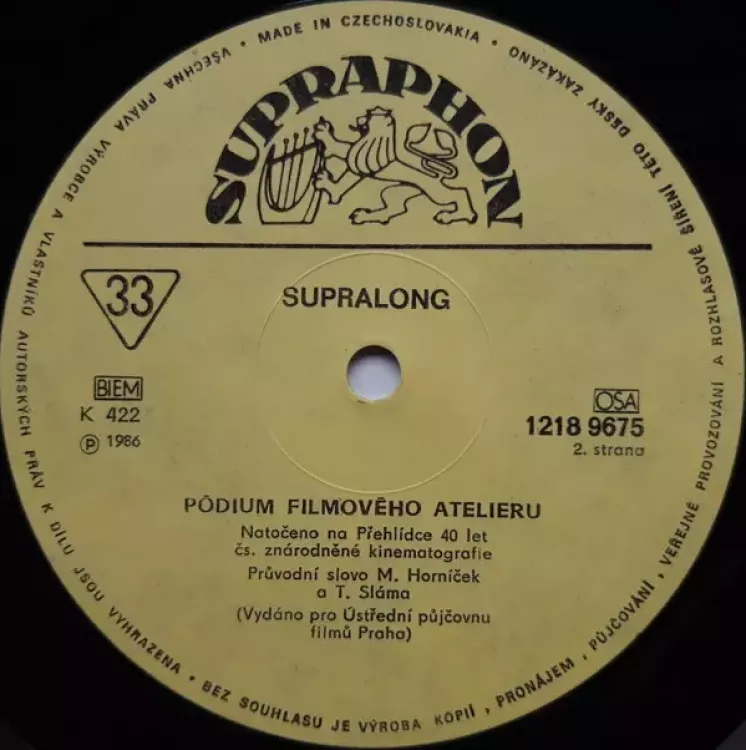 MADE IN CZECHOSLOVAKIA • VŠECHNA PRÁVA VÝROBCE A VLASTNÍKŮ AUTORSKÝCH PRÁV K DÍLU JSOU VYHRAZENA • BEZ SOUHLASU JE VÝROBA KOPIÍ, PRONÁJEM, PŮJČOVÁNÍ, VEŘEJNÉ PROVOZOVÁNÍ A ROZHLASOVÉ ŠÍŘENÍ TÉTO DESKY ZAKÁZÁNO •
SUPRAPHON
33
SUPRALONG
BIEM
K 422
Ⓟ 1986
OSA
1218 9675
2. strana
PÓDIUM FILMOVÉHO ATELIERU
Natočeno na Přehlídce 40 let
čs. znárodněné kinematografie
Průvodní slovo M. Horníček
a T. Sláma
(Vydáno pro Ústřední půjčovnu
filmů Praha)